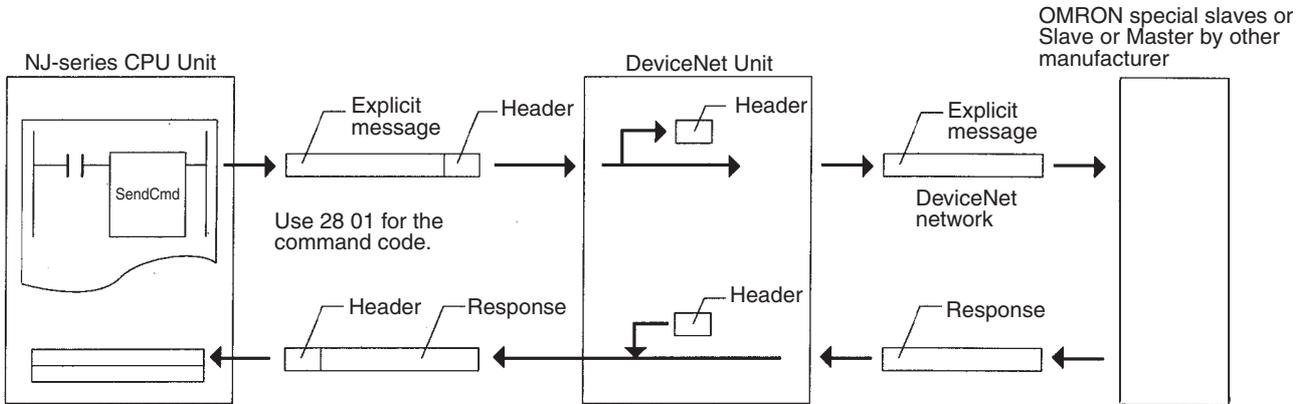 OMRON special slaves or
Slave or Master by other
manufacturer
NJ-series CPU Unit
DeviceNet Unit
Explicit
message
Header
Header
Explicit
message
SendCmd
Use 28 01 for the
command code.
DeviceNet
network
Header
Response
Header
Response